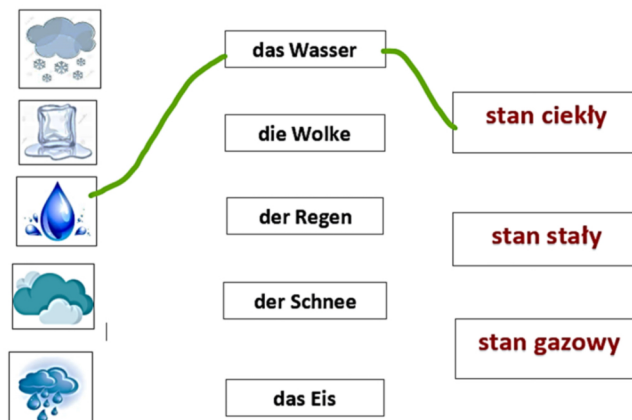 das Wasser
stan ciekły
die Wolke
der Regen
stan stały
der Schnee
stan gazowy
das Eis